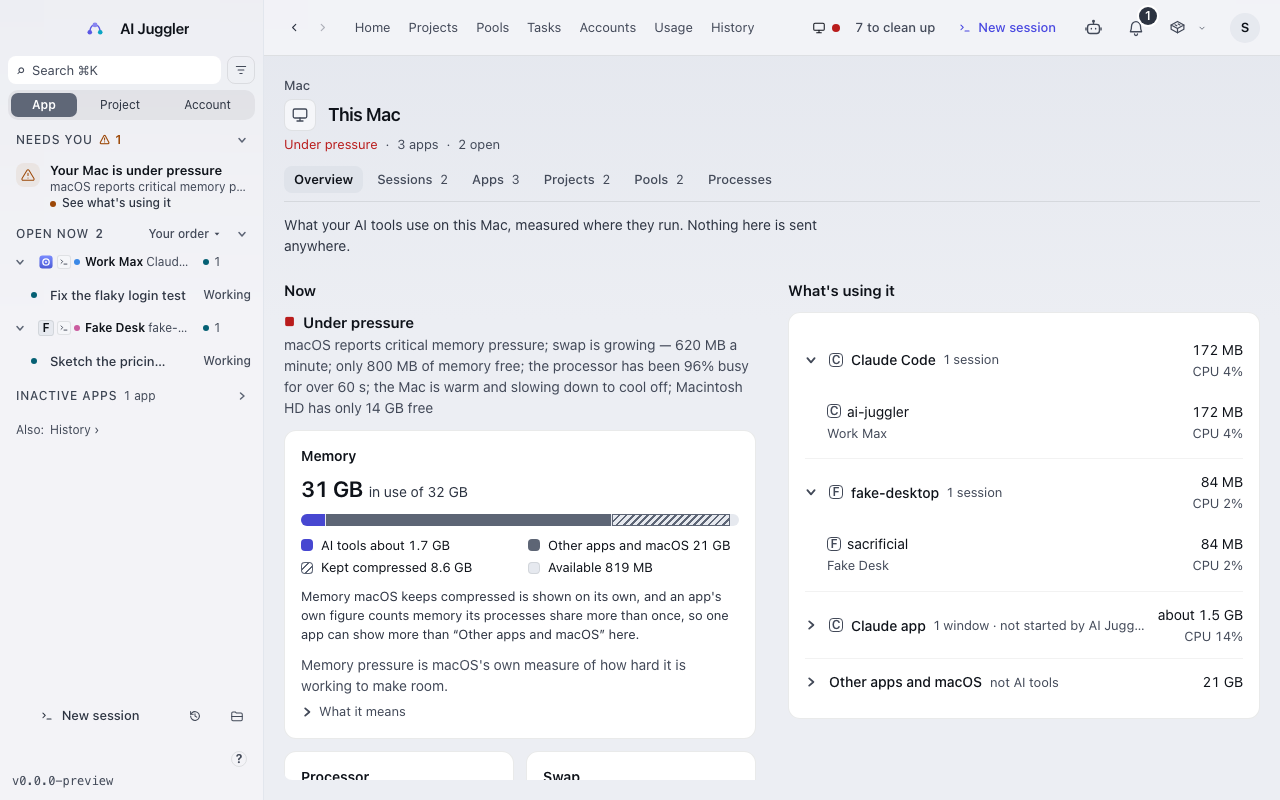 AI Juggler
Search ⌘K
App
Project
Account
NEEDS YOU 1
Your Mac is under pressure
macOS reports critical memory p...
See what's using it
OPEN NOW 2
Your order
Work Max Claud...
1
Fix the flaky login test
Working
F
Fake Desk fake-...
1
Sketch the pricin...
Working
INACTIVE APPS 1 app
Also: History ›
New session
?
v0.0.0-preview
Home
Projects
Pools
Tasks
Accounts
Usage
History
7 to clean up
New session
1
S
Mac
This Mac
Under pressure · 3 apps · 2 open
Overview
Sessions 2
Apps 3
Projects 2
Pools 2
Processes
What your AI tools use on this Mac, measured where they run. Nothing here is sent
anywhere.
Now
Under pressure
macOS reports critical memory pressure; swap is growing — 620 MB a
minute; only 800 MB of memory free; the processor has been 96% busy
for over 60 s; the Mac is warm and slowing down to cool off; Macintosh
HD has only 14 GB free
Memory
31 GB in use of 32 GB
AI tools about 1.7 GB
Other apps and macOS 21 GB
Kept compressed 8.6 GB
Available 819 MB
Memory macOS keeps compressed is shown on its own, and an app's
own figure counts memory its processes share more than once, so one
app can show more than “Other apps and macOS” here.
Memory pressure is macOS's own measure of how hard it is
working to make room.
What it means
Processor
Swap
What's using it
C Claude Code 1 session
172 MB
CPU 4%
C ai-juggler
172 MB
Work Max
CPU 4%
F fake-desktop 1 session
84 MB
CPU 2%
F sacrificial
84 MB
Fake Desk
CPU 2%
C Claude app 1 window · not started by AI Jugg...
about 1.5 GB
CPU 14%
Other apps and macOS not AI tools
21 GB